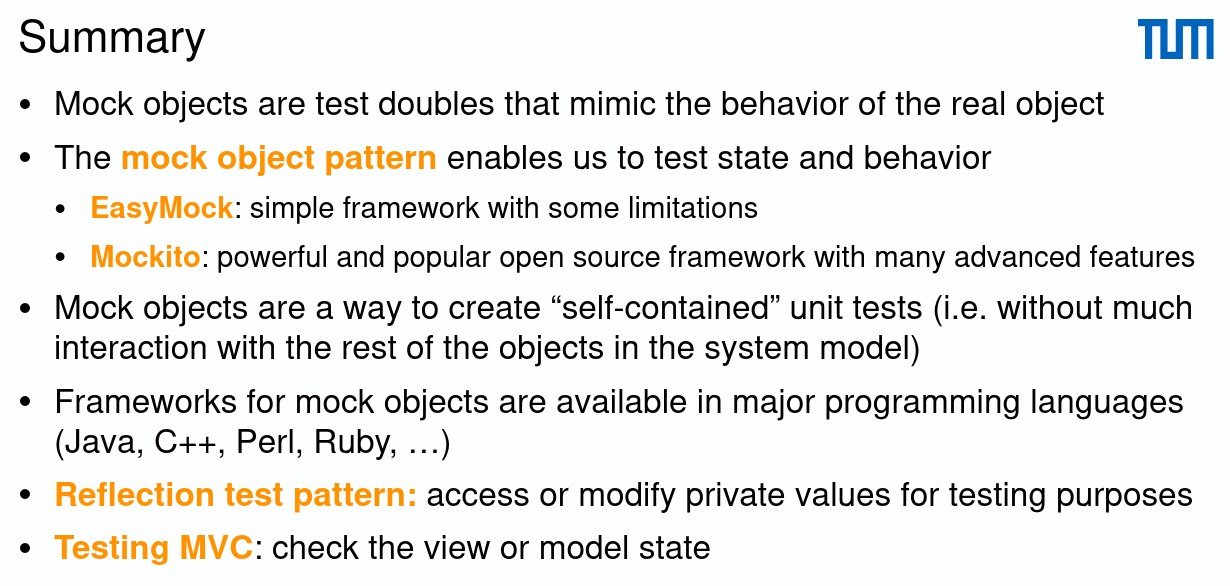 Summary
TUM
• Mock objects are test doubles that mimic the behavior of the real object
• The mock object pattern enables us to test state and behavior
• EasyMock: simple framework with some limitations
• Mockito: powerful and popular open source framework with many advanced features
• Mock objects are a way to create “self-contained” unit tests (i.e. without much
interaction with the rest of the objects in the system model)
• Frameworks for mock objects are available in major programming languages
(Java, C++, Perl, Ruby, …)
• Reflection test pattern: access or modify private values for testing purposes
• Testing MVC: check the view or model state